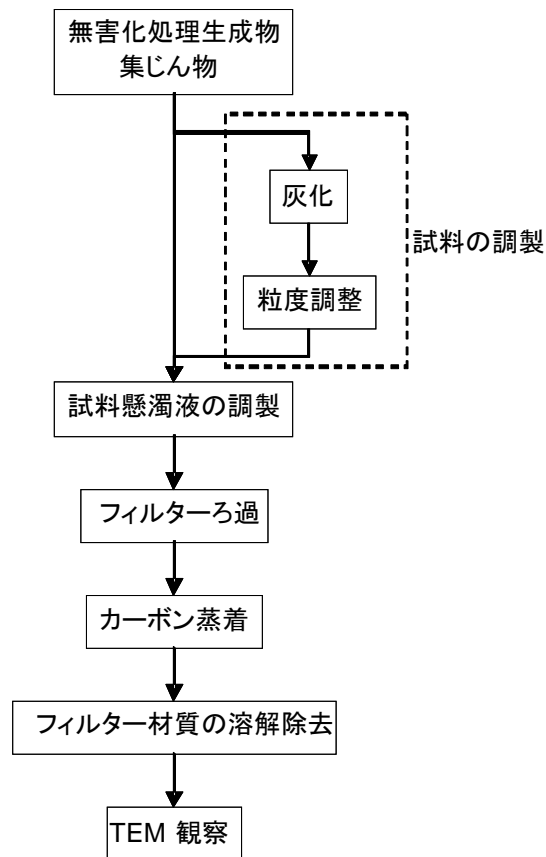 無害化処理生成物
集じん物
灰化
試料の調製
粒度調整
試料懸濁液の調製
フィルターろ過
カーボン蒸着
フィルター材質の溶解除去
TEM 観察